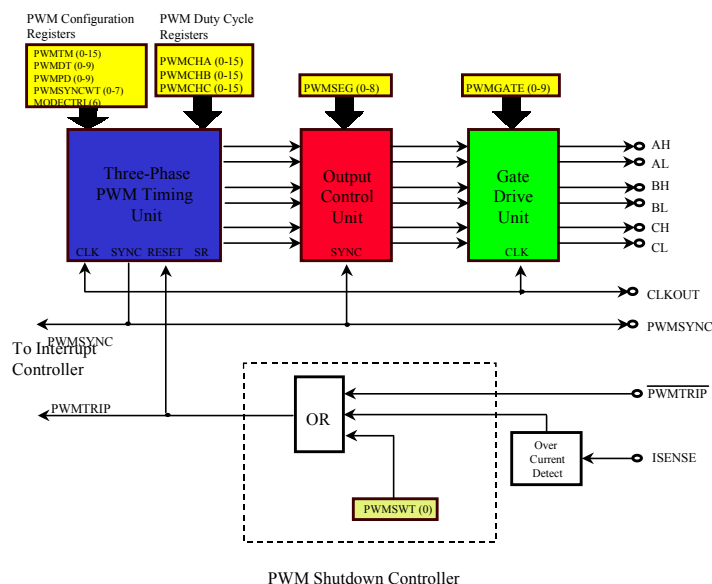 PWM Configuration
Registers
PWM Duty Cycle
Registers
PWMTM (0-15)
PWMDT (0-9)
PWMPD (0-9)
PWMSYNCWT (0-7)
MODECTRL(6)
PWMCHA (0-15)
PWMCHB (0-15)
PWMCHC (0-15)
PWMSEG (0-8)
PWMGATE (0-9)
Three-Phase
PWM Timing
Unit
CLK SYNC RESET SR
Output
Control
Unit
SYNC
Gate
Drive
Unit
CLK
AH
AL
BH
BL
CH
CL
CLKOUT
PWMSYNC
PWMSYNC
To Interrupt
Controller
PWMTRIP
OR
PWMTRIP
Over
Current
Detect
ISENSE
PWMSWT (0)
PWM Shutdown Controller